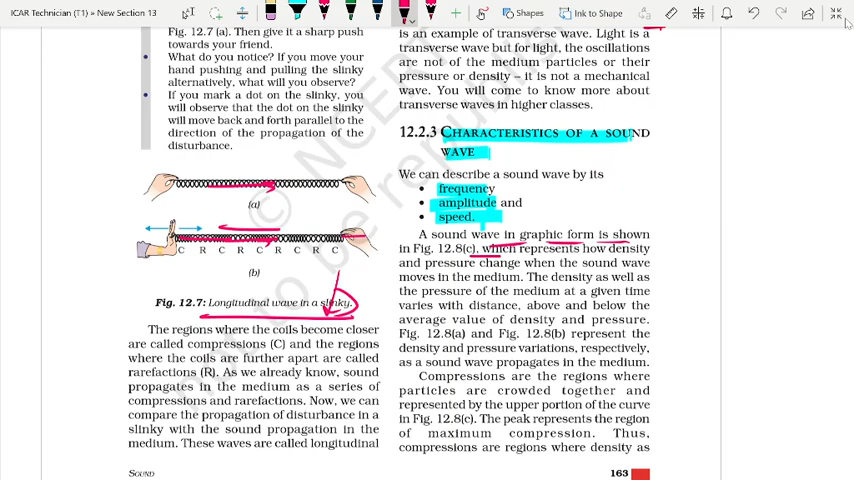 ICAR Technician (T1) » New Section 13
Shapes
Ink to Shape
Fig. 12.7 (a). Then give it a sharp push
towards your friend.
• What do you notice? If you move your
hand pushing and pulling the slinky
alternatively, what will you observe?
• If you mark a dot on the slinky, you
will observe that the dot on the slinky
will move back and forth parallel to the
direction of the propagation of the
disturbance.
(a)
C R C R C R C R C
(b)
Fig. 12.7: Longitudinal wave in a slinky.
The regions where the coils become closer
are called compressions (C) and the regions
where the coils are further apart are called
rarefactions (R). As we already know, sound
propagates in the medium as a series of
compressions and rarefactions. Now, we can
compare the propagation of disturbance in a
slinky with the sound propagation in the
medium. These waves are called longitudinal
SOUND
is an example of transverse wave. Light is a
transverse wave but for light, the oscillations
are not of the medium particles or their
pressure or density – it is not a mechanical
wave. You will come to know more about
transverse waves in higher classes.
12.2.3 CHARACTERISTICS OF A SOUND
WAVE
We can describe a sound wave by its
• frequency
• amplitude and
• speed.
A sound wave in graphic form is shown
in Fig. 12.8(c), which represents how density
and pressure change when the sound wave
moves in the medium. The density as well as
the pressure of the medium at a given time
varies with distance, above and below the
average value of density and pressure.
Fig. 12.8(a) and Fig. 12.8(b) represent the
density and pressure variations, respectively,
as a sound wave propagates in the medium.
Compressions are the regions where
particles are crowded together and
represented by the upper portion of the curve
in Fig. 12.8(c). The peak represents the region
of maximum compression. Thus,
compressions are regions where density as
163
© NCERT
not to be republished